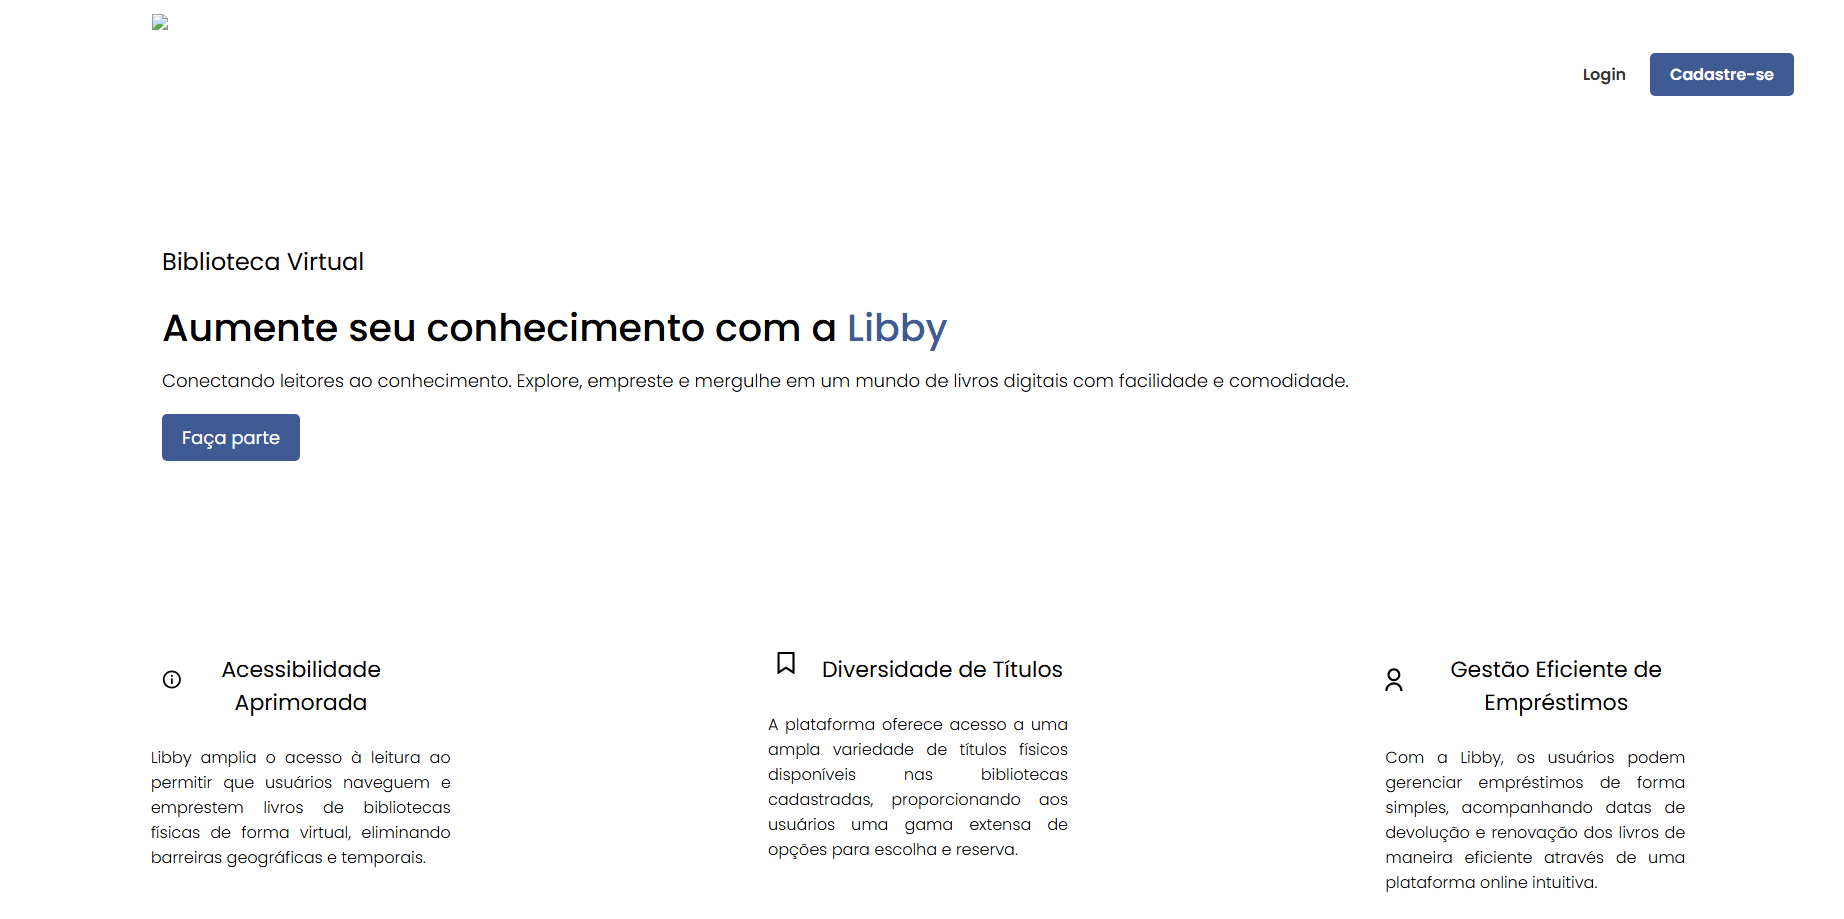 Login
Cadastre-se
Biblioteca Virtual
Aumente seu conhecimento com a Libby
Conectando leitores ao conhecimento. Explore, empreste e mergulhe em um mundo de livros digitais com facilidade e comodidade.
Faça parte
Acessibilidade
Aprimorada
Libby amplia o acesso à leitura ao
permitir que usuários naveguem e
emprestem livros de bibliotecas
físicas de forma virtual, eliminando
barreiras geográficas e temporais.
Diversidade de Títulos
A plataforma oferece acesso a uma
ampla variedade de títulos físicos
disponíveis nas bibliotecas
cadastradas, proporcionando aos
usuários uma gama extensa de
opções para escolha e reserva.
Gestão Eficiente de
Empréstimos
Com a Libby, os usuários podem
gerenciar empréstimos de forma
simples, acompanhando datas de
devolução e renovação dos livros de
maneira eficiente através de uma
plataforma online intuitiva.